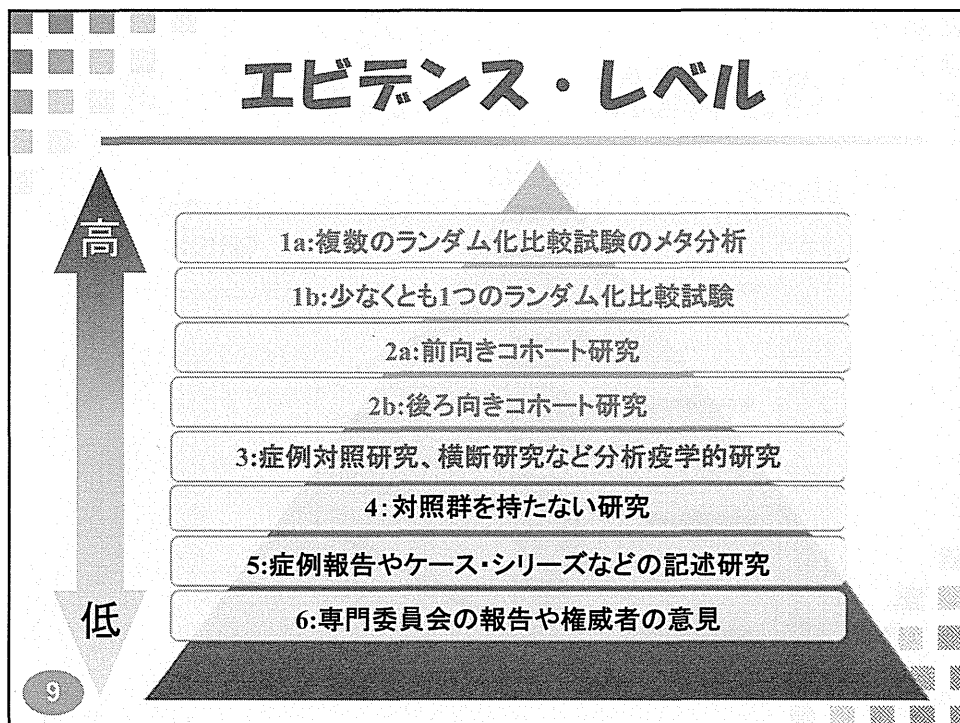 エビデンス・レベル
高
1a:複数のランダム化比較試験のメタ分析
1b:少なくとも1つのランダム化比較試験
2a:前向きコホート研究
2b:後ろ向きコホート研究
3:症例対照研究、横断研究など分析疫学的研究
4:対照群を持たない研究
5:症例報告やケース・シリーズなどの記述研究
6:専門委員会の報告や権威者の意見
低
9